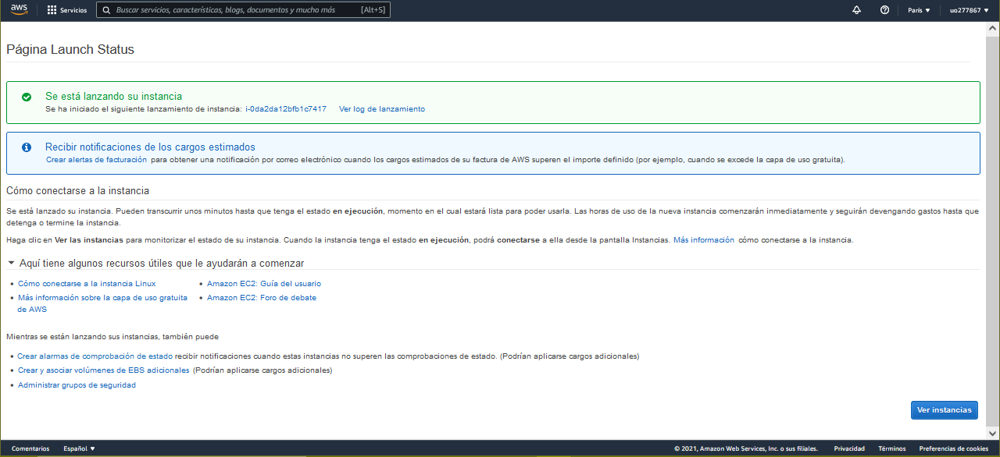 aws Servicios Buscar servicios, características, blogs, documentos y mucho más [Alt+S] París ▼ uo277867 ▼
Página Launch Status
Se está lanzando su instancia
Se ha iniciado el siguiente lanzamiento de instancia: i-0da2da12bfb1c7417 Ver log de lanzamiento
Recibir notificaciones de los cargos estimados
Crear alertas de facturación para obtener una notificación por correo electrónico cuando los cargos estimados de su factura de AWS superen el importe definido (por ejemplo, cuando se excede la capa de uso gratuita).
Cómo conectarse a la instancia
Se está lanzado su instancia. Pueden transcurrir unos minutos hasta que tenga el estado en ejecución, momento en el cual estará lista para poder usarla. Las horas de uso de la nueva instancia comenzarán inmediatamente y seguirán devengando gastos hasta que
detenga o termine la instancia.
Haga clic en Ver las instancias para monitorizar el estado de su instancia. Cuando la instancia tenga el estado en ejecución, podrá conectarse a ella desde la pantalla Instancias. Más información cómo conectarse a la instancia.
Aquí tiene algunos recursos útiles que le ayudarán a comenzar
• Cómo conectarse a la instancia Linux • Amazon EC2: Guía del usuario
• Más información sobre la capa de uso gratuita • Amazon EC2: Foro de debate
de AWS
Mientras se están lanzando sus instancias, también puede
• Crear alarmas de comprobación de estado recibir notificaciones cuando estas instancias no superen las comprobaciones de estado. (Podrían aplicarse cargos adicionales)
• Crear y asociar volúmenes de EBS adicionales (Podrían aplicarse cargos adicionales)
• Administrar grupos de seguridad
Ver instancias
Comentarios Español ▼ © 2021, Amazon Web Services, Inc. o sus filiales. Privacidad Términos Preferencias de cookies